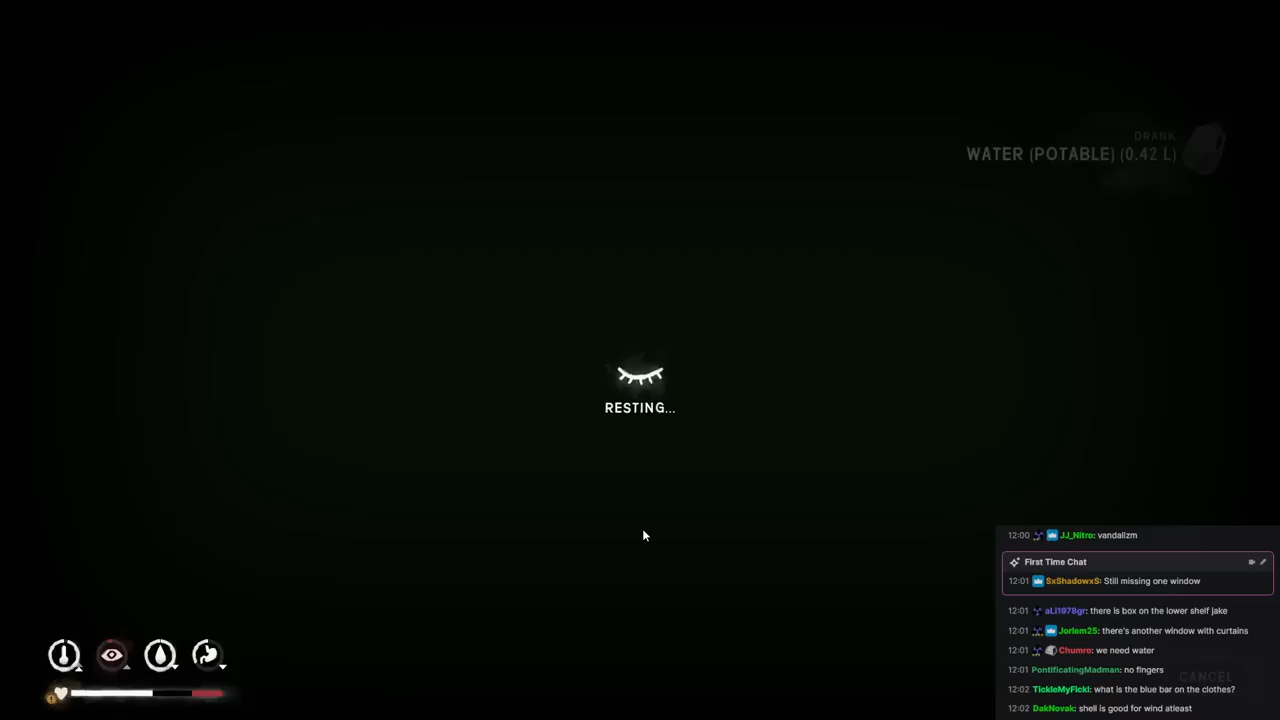 DRANK
WATER (POTABLE) (0.42 L)
RESTING...
12:00 JJ_Nitro: vandalizm
First Time Chat
12:01 SxShadowxS: Still missing one window
12:01 aLi1978gr: there is box on the lower shelf jake
12:01 Jorlem25: there's another window with curtains
12:01 Chumro: we need water
12:01 PontificatingMadman: no fingers
CANCEL
12:02 TickleMyFickl: what is the blue bar on the clothes?
12:02 DakNovak: shell is good for wind atleast